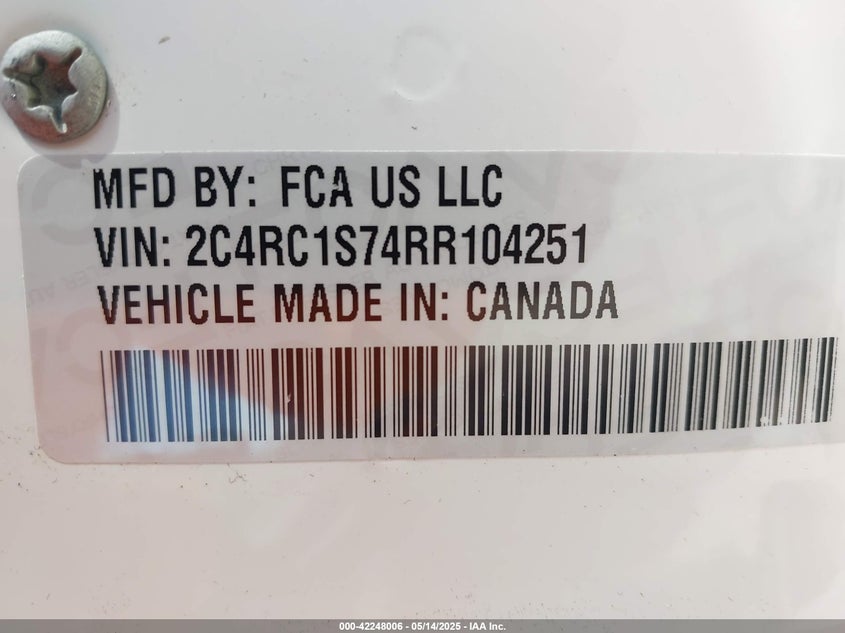 MFD BY: FCA US LLC
VIN: 2C4RC1S74RR104251
VEHICLE MADE IN: CANADA
000-42248006 - 05/14/2025 - IAA Inc.